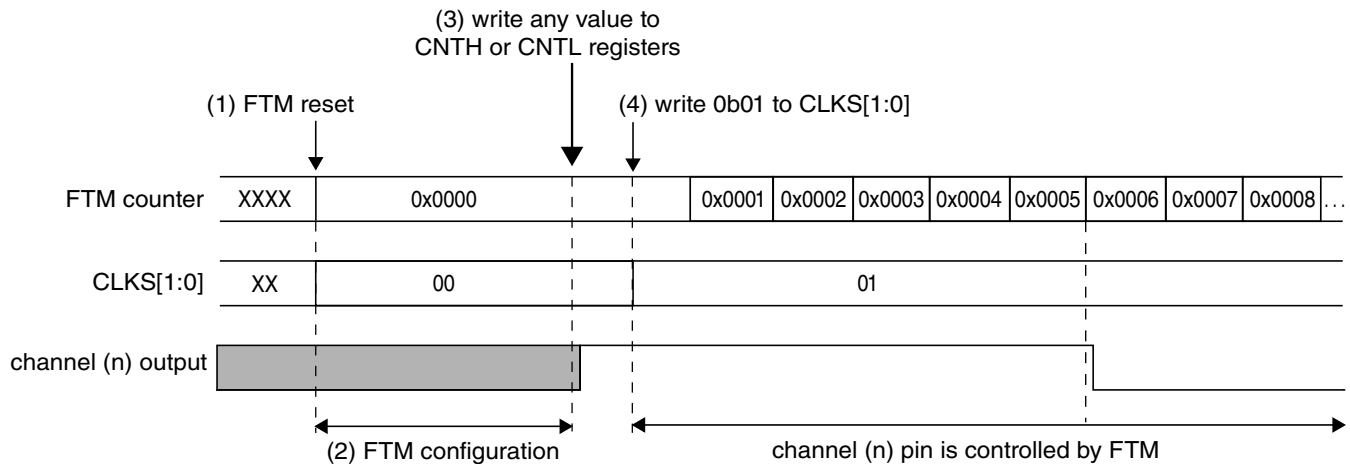 (3) write any value to
CNTH or CNTL registers
(1) FTM reset
(4) write 0b01 to CLKS[1:0]
FTM counter XXXX 0x0000 0x0001 0x0002 0x0003 0x0004 0x0005 0x0006 0x0007 0x0008 ...
CLKS[1:0] XX 00 01
channel (n) output
(2) FTM configuration
channel (n) pin is controlled by FTM